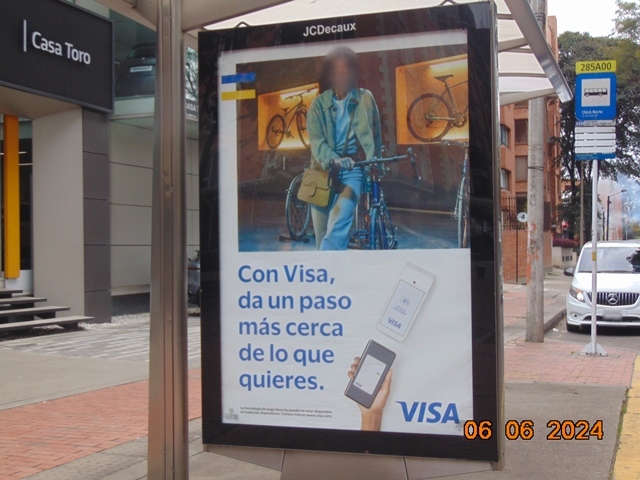 Casa Toro
JCDecaux
285A00
Con Visa,
da un paso
más cerca
de lo que
quieres.
VISA
VISA
06 06 2024